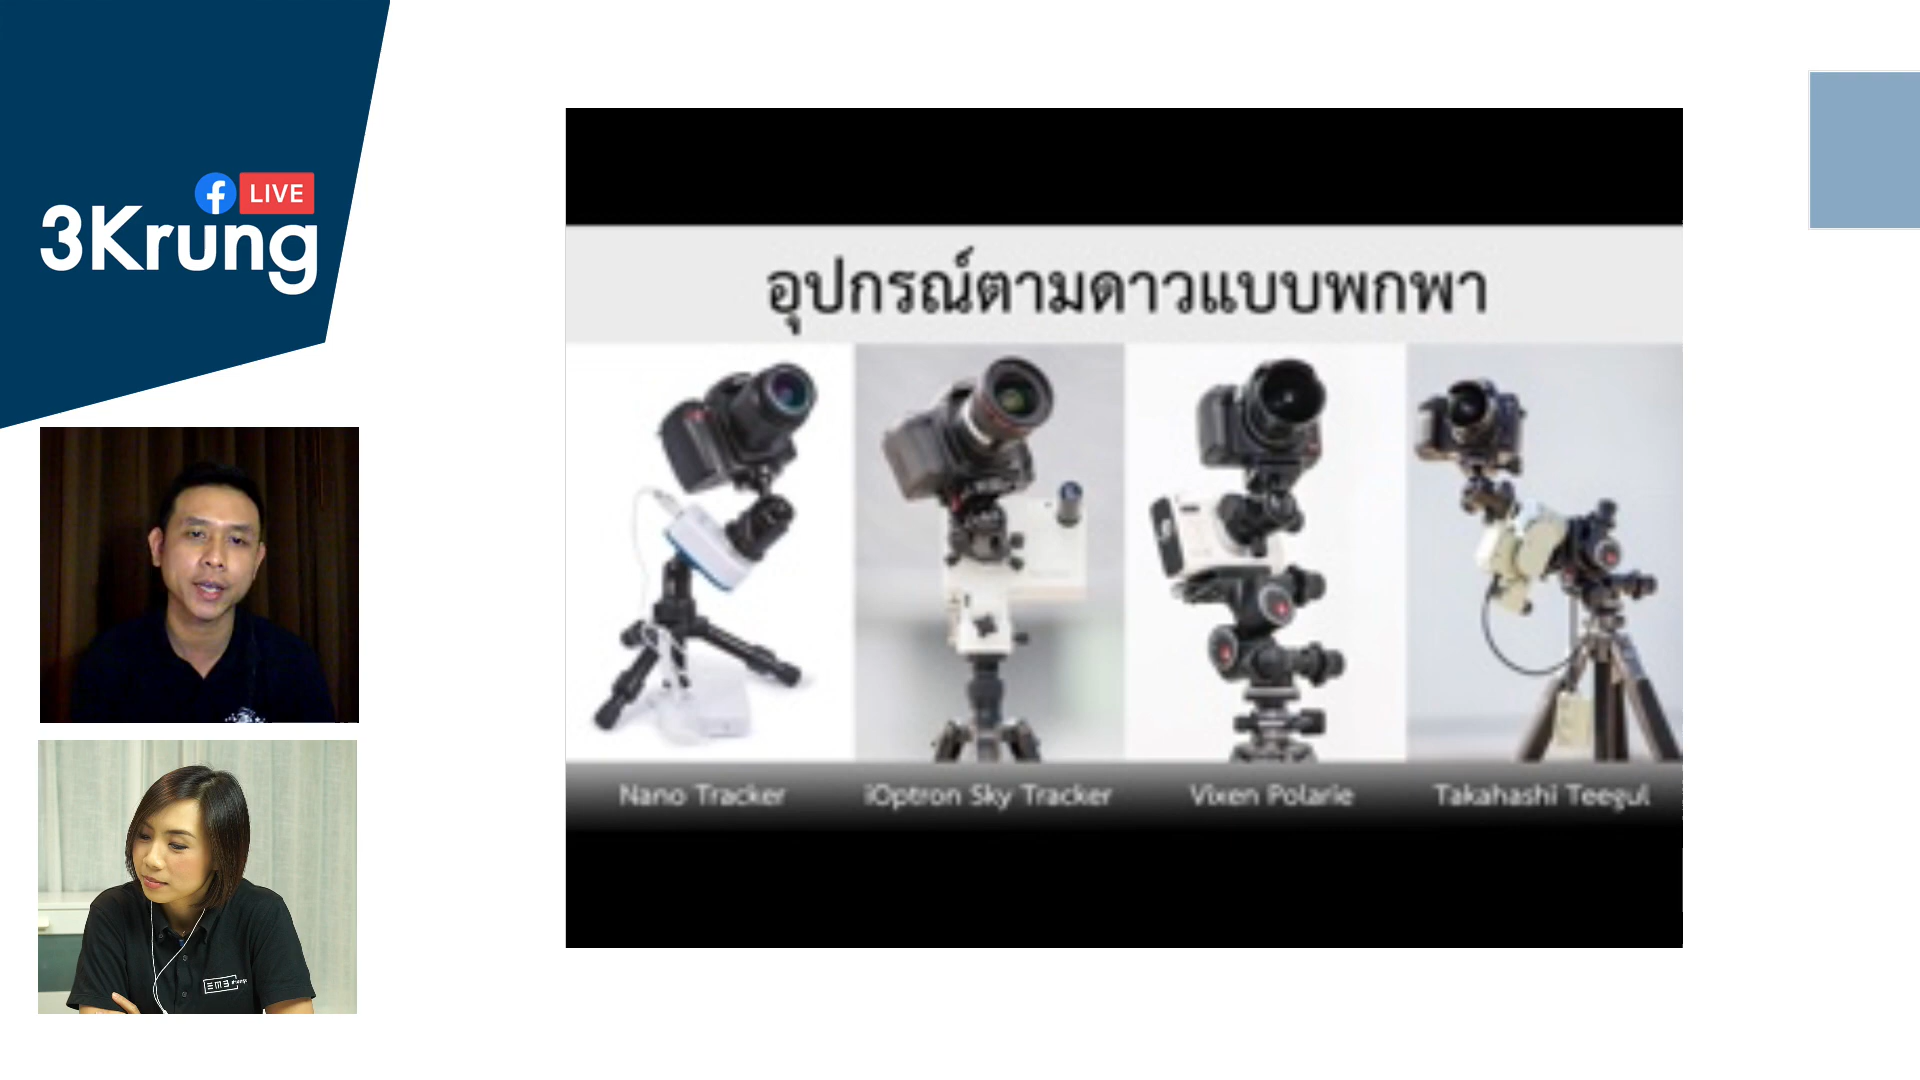 LIVE
3Krung
อุปกรณ์ตามดาวแบบพกพา
Nano Tracker
iOptron Sky Tracker
Vixen Polarie
Takahashi Teegul